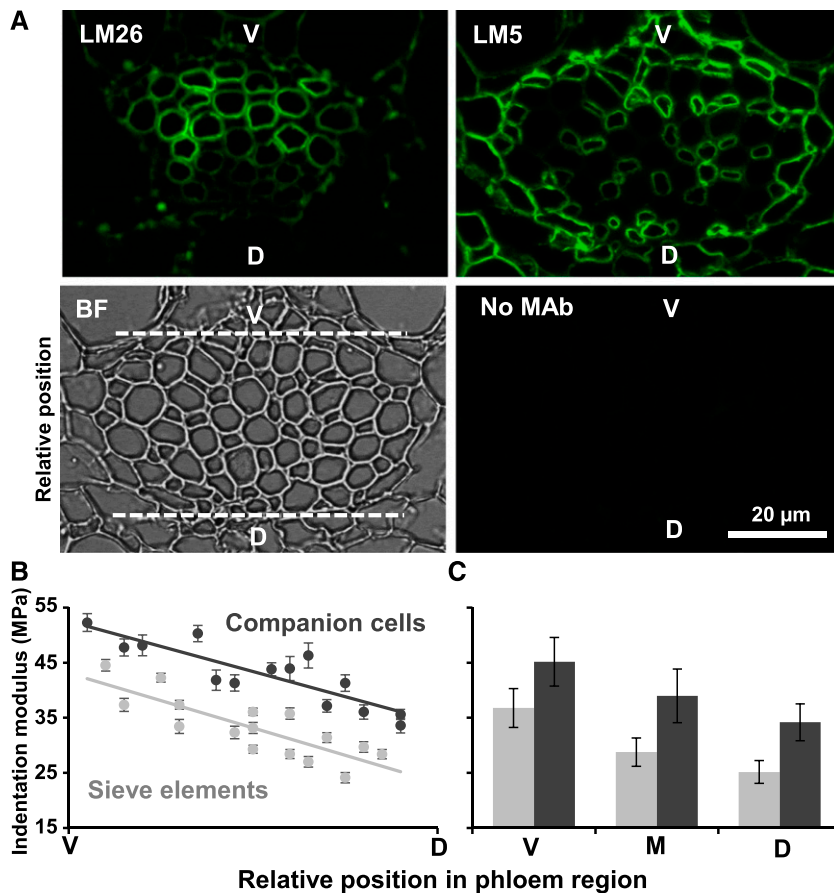 A
LM26
V
D
LM5
V
D
BF
V
D
Relative position
No MAb
V
D
20 µm
B
Indentation modulus (MPa)
55
45
35
25
15
Companion cells
Sieve elements
V
D
C
V
M
D
Relative position in phloem region